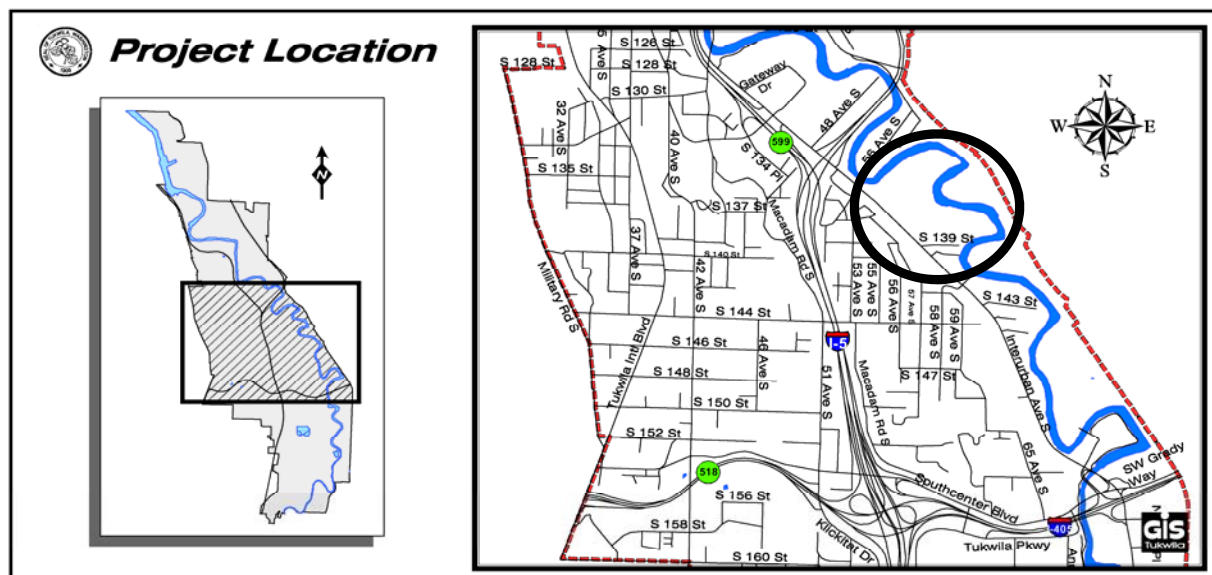 Project Location
N
S 126 St
S 128 St
S 128 St
S 130 St
Gateway
Dr
48 Ave S
56 Ave S
32 Ave S
40 Ave S
599
S 134 Pl
S 135 St
S 137 St
Macadam Rd S
37 Ave S
42 Ave S
S 140 St
S 139 St
53 Ave S
55 Ave S
56 Ave S
57 Ave S
58 Ave S
59 Ave S
S 143 St
Military Rd S
Tukwila Intl Blvd
S 144 St
S 146 St
46 Ave S
I-5
S 147 St
S 148 St
S 150 St
51 Ave S
Macadam Rd S
Interurban Ave S
S 152 St
65 Ave S
SW Grady
Way
518
S 156 St
Southcenter Blvd
S 158 St
Klickitat Dr
Tukwila Pkwy
S 160 St
N
W
E
S
GIS
Tukwila